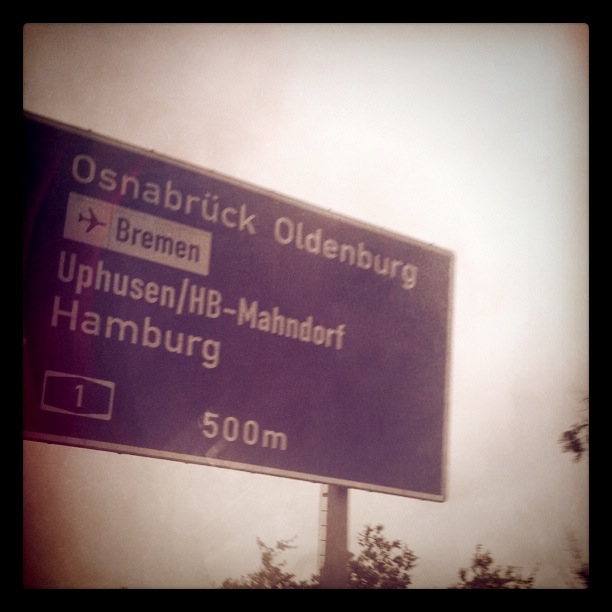 Osnabrück Oldenburg
Bremen
Uphusen/HB-Mahndorf
Hamburg
1
500m